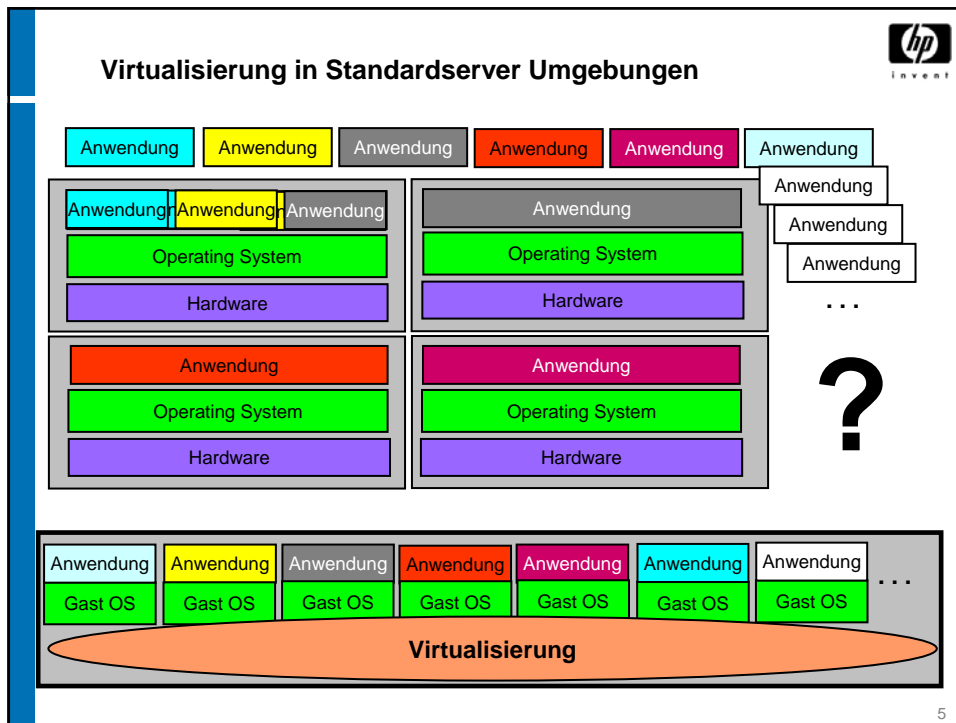 Virtualisierung in Standardserver Umgebungen
hp
invent
Anwendung Anwendung Anwendung Anwendung Anwendung Anwendung
Anwendung
Anwendung
Anwendung
. . .
Anwendung Anwendung Anwendung
Operating System
Hardware
Anwendung
Operating System
Hardware
Anwendung
Operating System
Hardware
Anwendung
Operating System
Hardware
?
Anwendung Anwendung Anwendung Anwendung Anwendung Anwendung Anwendung . . .
Gast OS Gast OS Gast OS Gast OS Gast OS Gast OS Gast OS
Virtualisierung
5